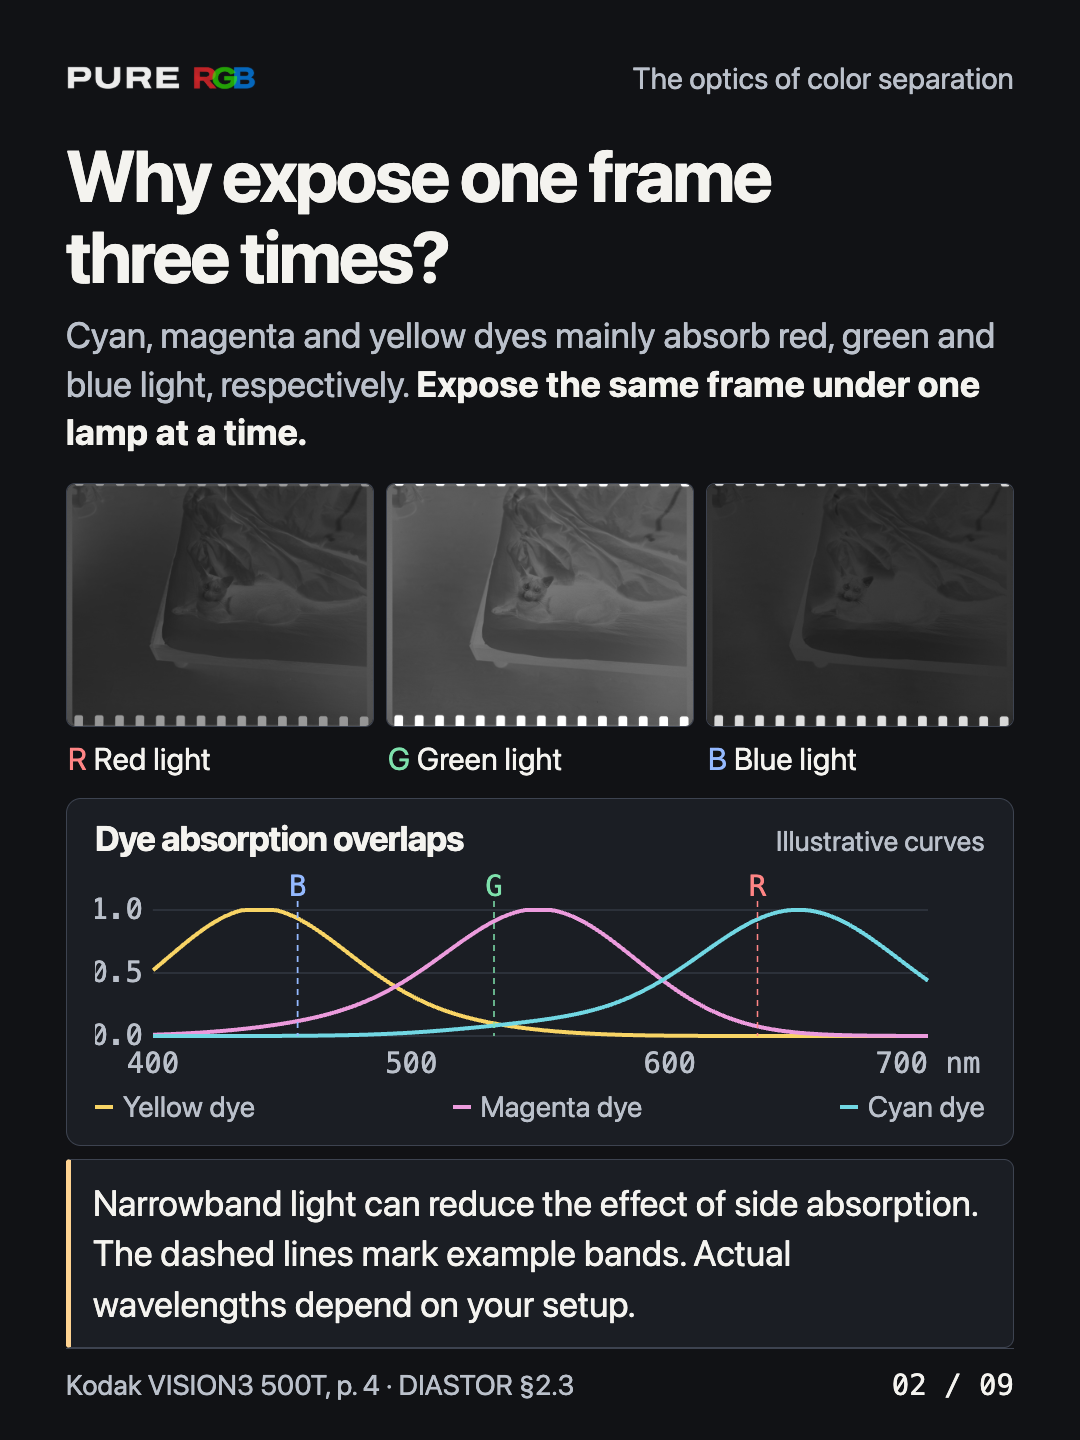 PURE RGB
The optics of color separation
Why expose one frame
three times?
Cyan, magenta and yellow dyes mainly absorb red, green and
blue light, respectively. Expose the same frame under one
lamp at a time.
R Red light
G Green light
B Blue light
Dye absorption overlaps
Illustrative curves
B G R
1.0
0.5
0.0
400 500 600 700 nm
Yellow dye
Magenta dye
Cyan dye
Narrowband light can reduce the effect of side absorption.
The dashed lines mark example bands. Actual
wavelengths depend on your setup.
Kodak VISION3 500T, p. 4 · DIASTOR §2.3
02 / 09